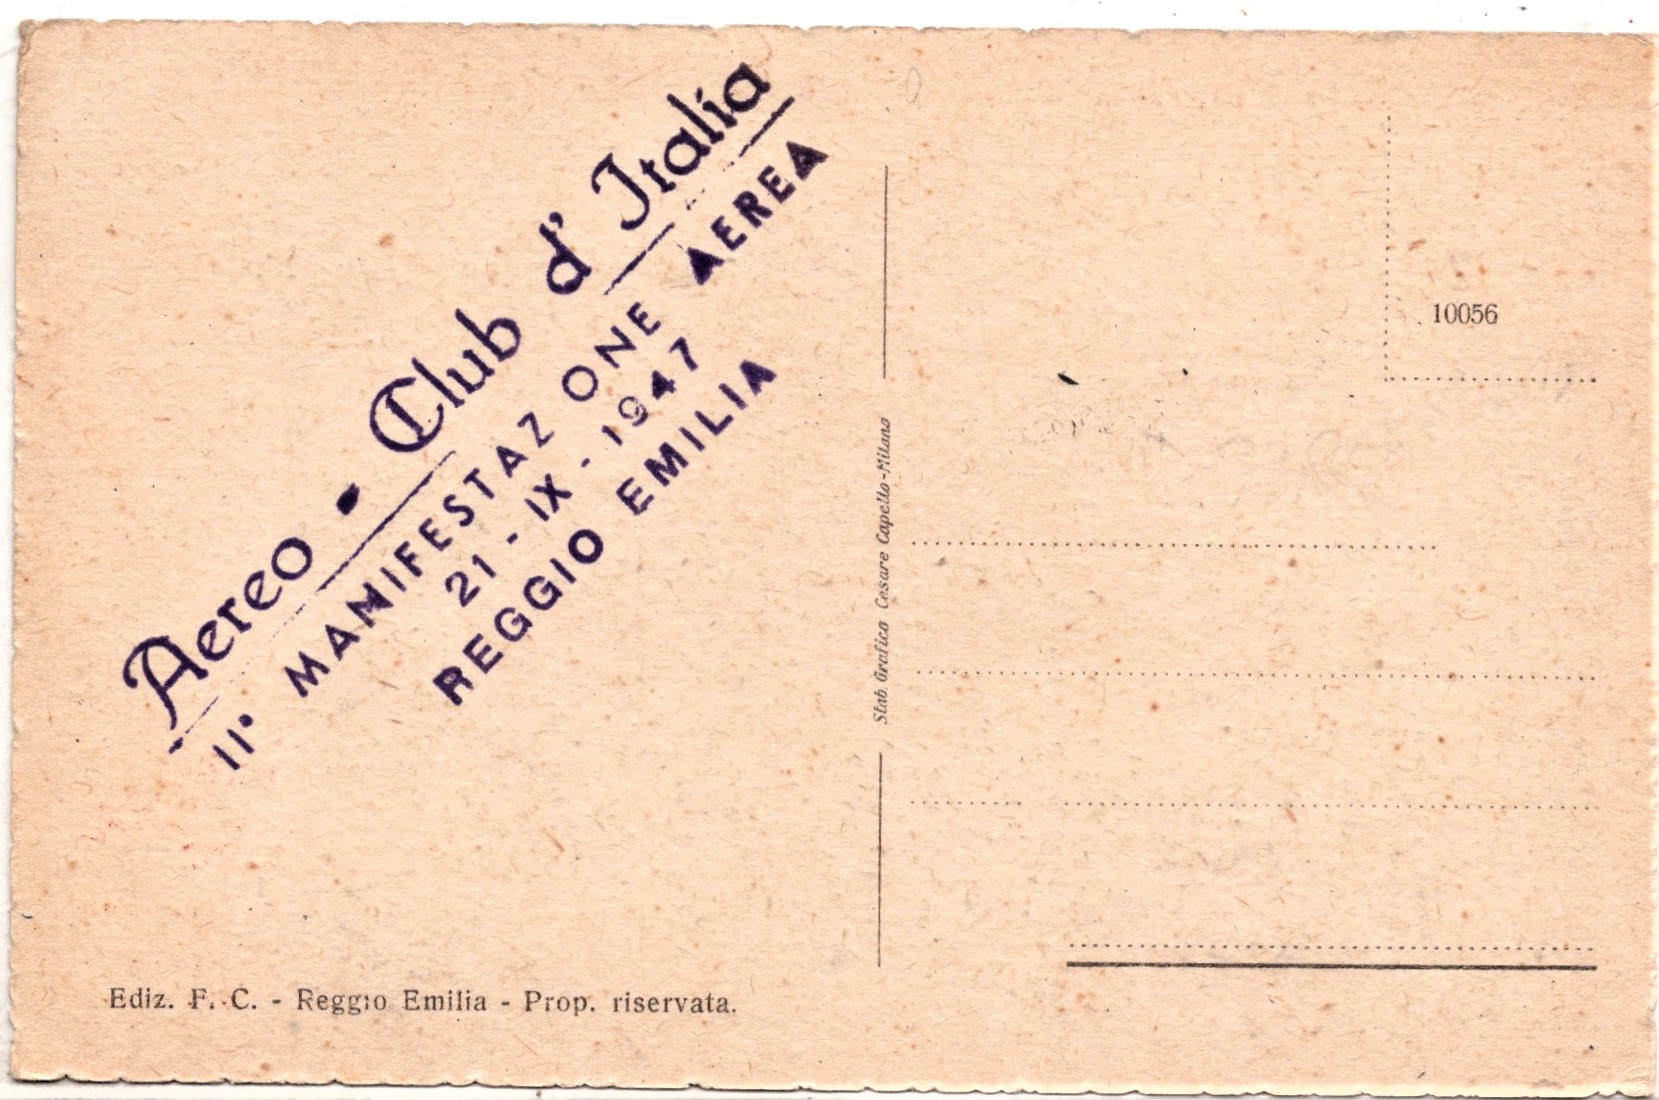 Aereo - Club d'Italia
II° MANIFESTAZ ONE AEREA
21 - IX - 1947
REGGIO EMILIA
10056
Stab. Grafico Cesare Capello - Milano
Ediz. F. C. - Reggio Emilia - Prop. riservata.